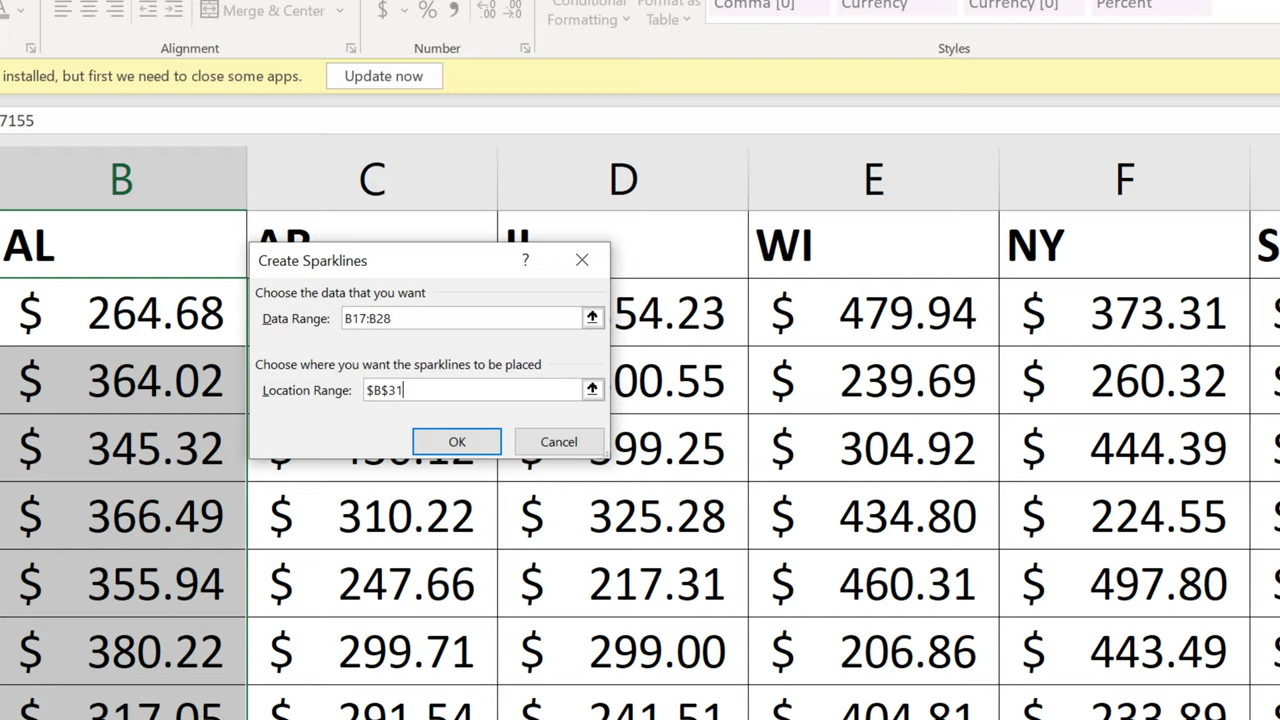 Merge & Center
$ % 9
Conditional Formatting
Format as Table
Comma [0]
Currency
Currency [0]
Percent
Alignment
Number
Styles
installed, but first we need to close some apps.
Update now
7155
B C D E F
AL WI NY S
$ 264.68 54.23 $ 479.94 $ 373.31
$ 364.02 00.55 $ 239.69 $ 260.32
$ 345.32 99.25 $ 304.92 $ 444.39
$ 366.49 $ 310.22 $ 325.28 $ 434.80 $ 224.55
$ 355.94 $ 247.66 $ 217.31 $ 460.31 $ 497.80
$ 380.22 $ 299.71 $ 299.00 $ 206.86 $ 443.49
317.05 291.54 241.51 404.81 233.89
Create Sparklines
?
Choose the data that you want
Data Range: B17:B28
Choose where you want the sparklines to be placed
Location Range: $B$31
OK
Cancel